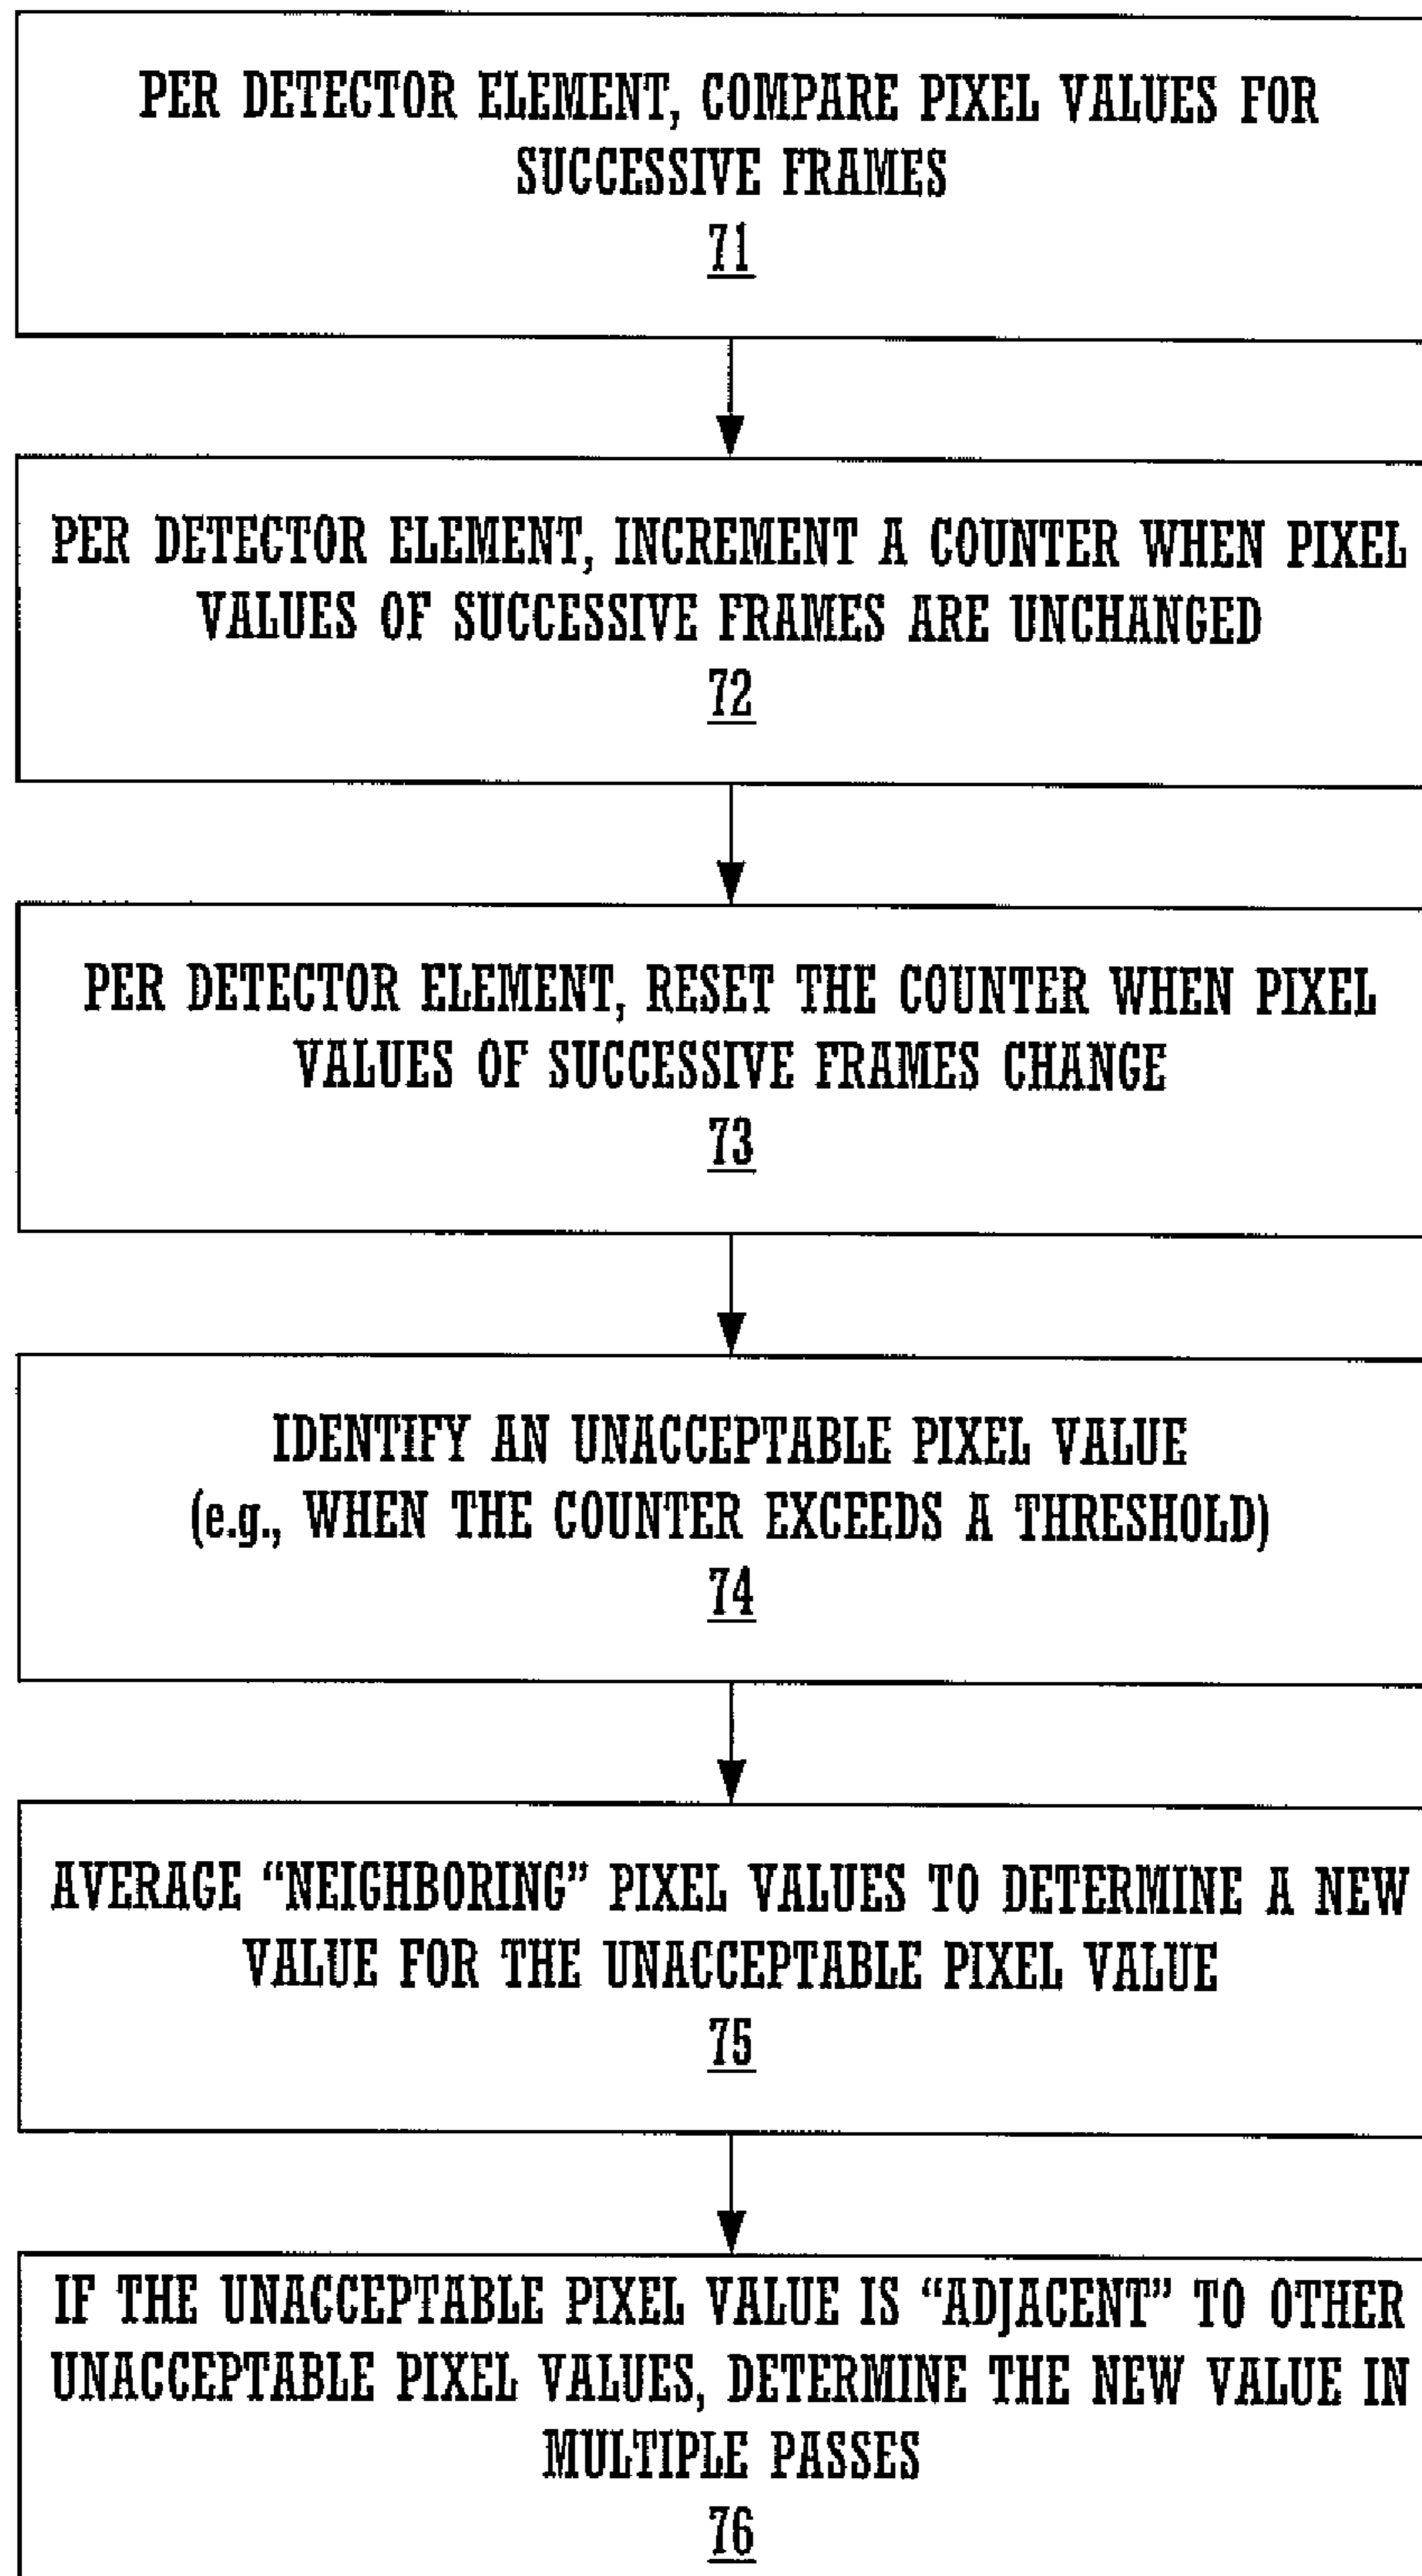 PER DETECTOR ELEMENT, COMPARE PIXEL VALUES FOR
SUCCESSIVE FRAMES
71
PER DETECTOR ELEMENT, INCREMENT A COUNTER WHEN PIXEL
VALUES OF SUCCESSIVE FRAMES ARE UNCHANGED
72
PER DETECTOR ELEMENT, RESET THE COUNTER WHEN PIXEL
VALUES OF SUCCESSIVE FRAMES CHANGE
73
IDENTIFY AN UNACCEPTABLE PIXEL VALUE
(e.g., WHEN THE COUNTER EXCEEDS A THRESHOLD)
74
AVERAGE “NEIGHBORING” PIXEL VALUES TO DETERMINE A NEW
VALUE FOR THE UNACCEPTABLE PIXEL VALUE
75
IF THE UNACCEPTABLE PIXEL VALUE IS “ADJACENT” TO OTHER
UNACCEPTABLE PIXEL VALUES, DETERMINE THE NEW VALUE IN
MULTIPLE PASSES
76